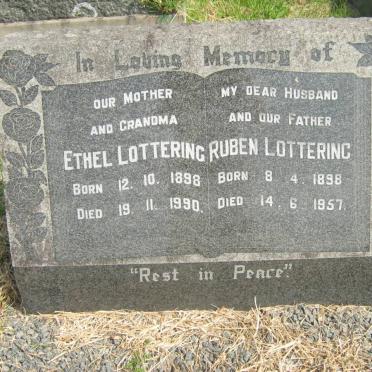 In Loving Memory of
OUR MOTHER
AND GRANDMA
ETHEL LOTTERING
BORN 12. 10. 1898
DIED 19. 11. 1990.
MY DEAR HUSBAND
AND OUR FATHER
RUBEN LOTTERING
BORN 8. 4. 1898.
DIED 14. 6. 1957.
"Rest in Peace."